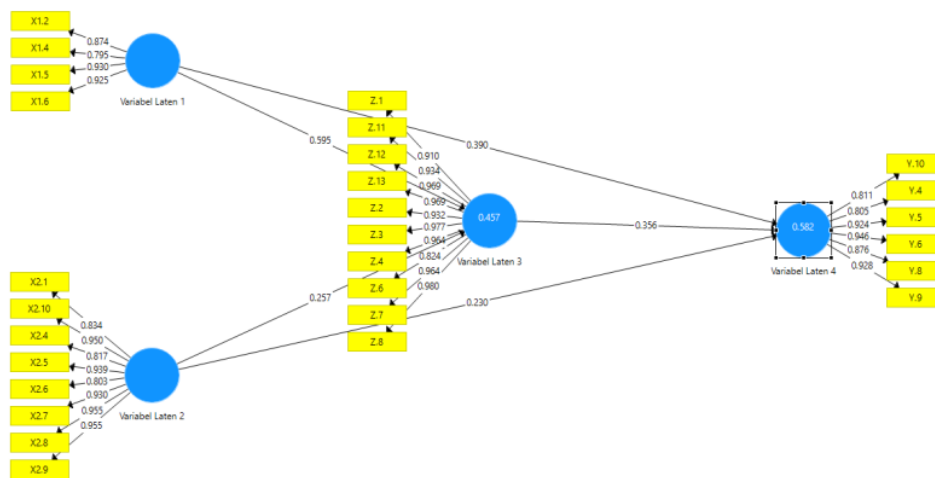 X1.2
X1.4
X1.5
X1.6
0.874
0.795
0.930
0.925
Variabel Laten 1
0.595
0.390
Z.1
Z.11
Z.12
Z.13
Z.2
Z.3
Z.4
Z.6
Z.7
Z.8
0.910
0.934
0.969
0.969
0.932
0.977
0.964
0.824
0.964
0.980
0.457
Variabel Laten 3
0.356
0.582
Variabel Laten 4
0.811
0.805
0.924
0.946
0.876
0.928
Y.10
Y.4
Y.5
Y.6
Y.8
Y.9
X2.1
X2.10
X2.4
X2.5
X2.6
X2.7
X2.8
X2.9
0.834
0.950
0.817
0.939
0.803
0.930
0.955
0.955
Variabel Laten 2
0.257
0.230